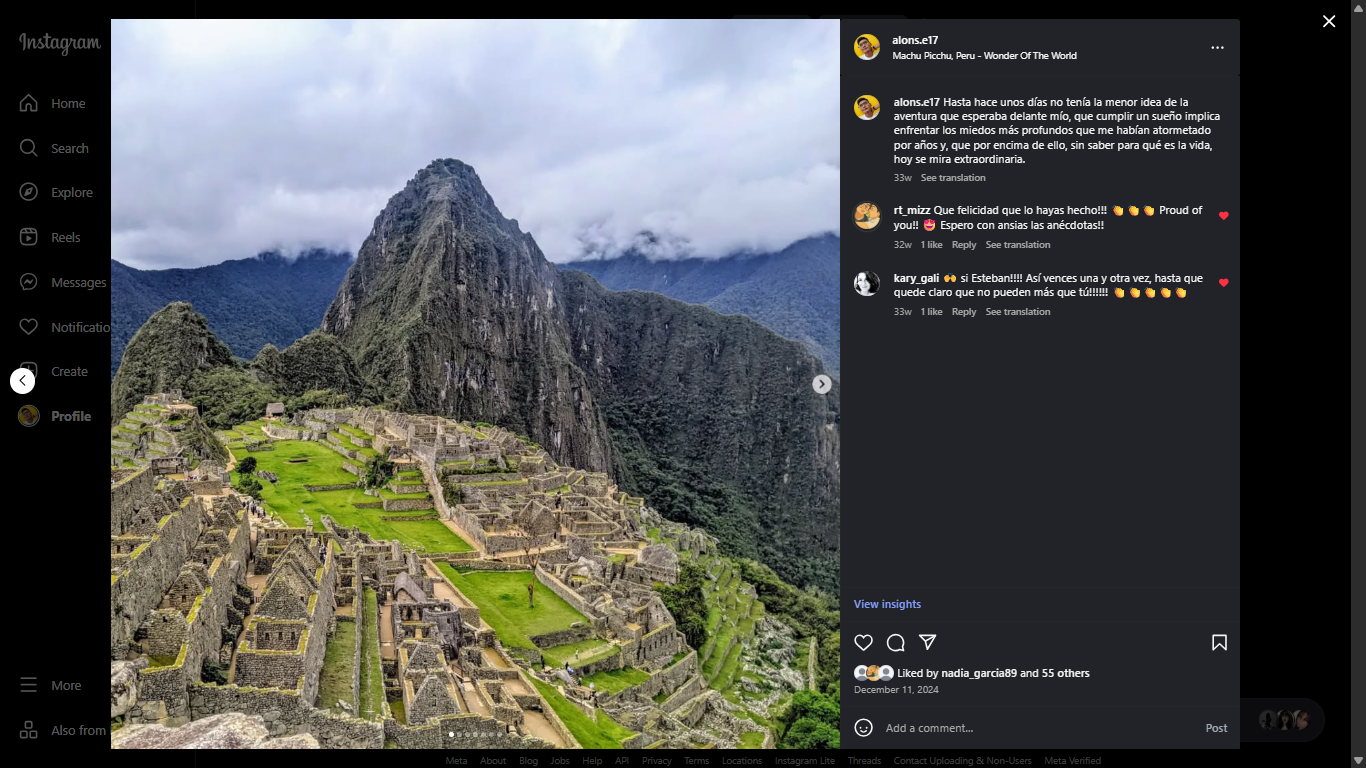 Instagram
Home
Search
Explore
Reels
Messages
Notificatio
Create
Profile
More
Also from
alons.e17
Machu Picchu, Peru - Wonder Of The World
alons.e17 Hasta hace unos días no tenía la menor idea de la
aventura que esperaba delante mío, que cumplir un sueño implica
enfrentar los miedos más profundos que me habían atormetado
por años y, que por encima de ello, sin saber para qué es la vida,
hoy se mira extraordinaria.
33w See translation
rt_mizz Que felicidad que lo hayas hecho!!! 👏 👏 👏 Proud of
you!! 🤩 Espero con ansias las anécdotas!!
32w 1 like Reply See translation
kary_gali 🙌 si Esteban!!!! Así vences una y otra vez, hasta que
quede claro que no pueden más que tú!!!!!! 👏 👏 👏 👏 👏
33w 1 like Reply See translation
View insights
Liked by nadia_garcia89 and 55 others
December 11, 2024
Add a comment... Post
Meta About Blog Jobs Help API Privacy Terms Locations Instagram Lite Threads Contact Uploading & Non-Users Meta Verified